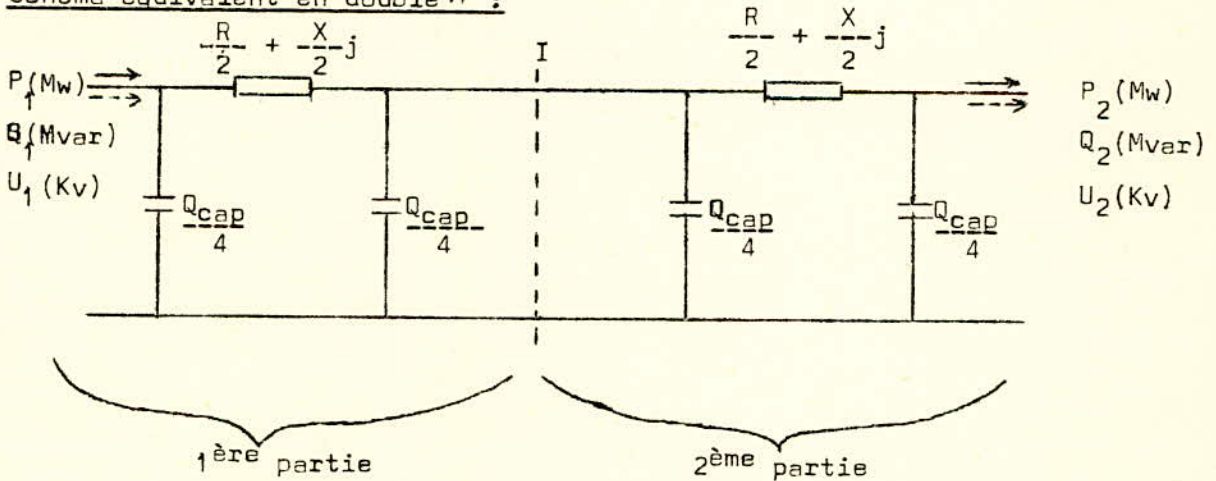 Schéma équivalent en double π :
R/2 + X/2 j
I
R/2 + X/2 j
P1(Mw)
Q1(Mvar)
U1(Kv)
Qcap/4
Qcap/4
Qcap/4
Qcap/4
P2(Mw)
Q2(Mvar)
U2(Kv)
1ère partie
2ème partie